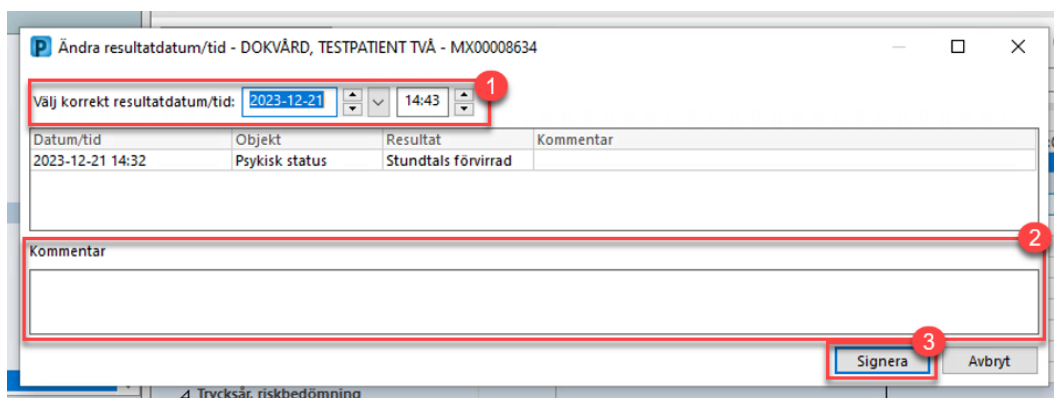 P Ändra resultatdatum/tid - DOKVÅRD, TESTPATIENT TVÅ - MX00008634
1
Välj korrekt resultatdatum/tid: 2023-12-21 14:43
Datum/tid Objekt Resultat Kommentar
2023-12-21 14:32 Psykisk status Stundtals förvirrad
2
Kommentar
3
Signera Avbryt
Trycksår, riskbedömning